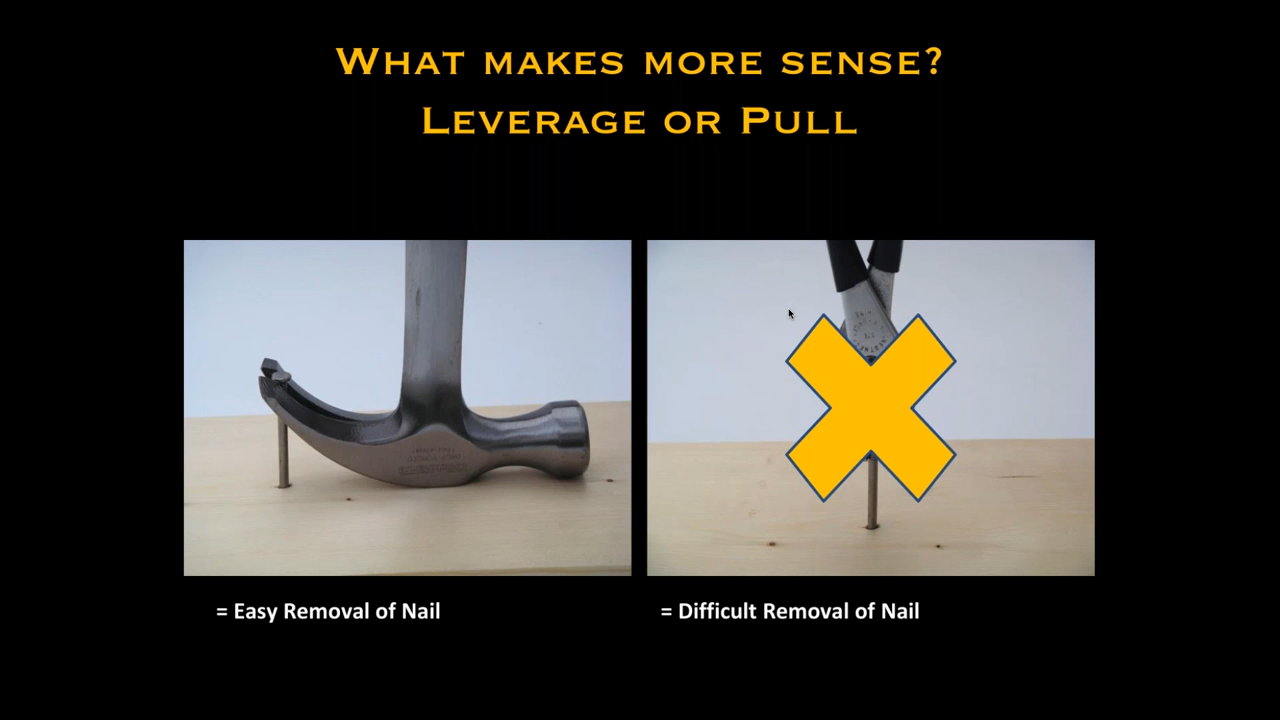 What makes more sense?
Leverage or Pull
= Easy Removal of Nail
= Difficult Removal of Nail